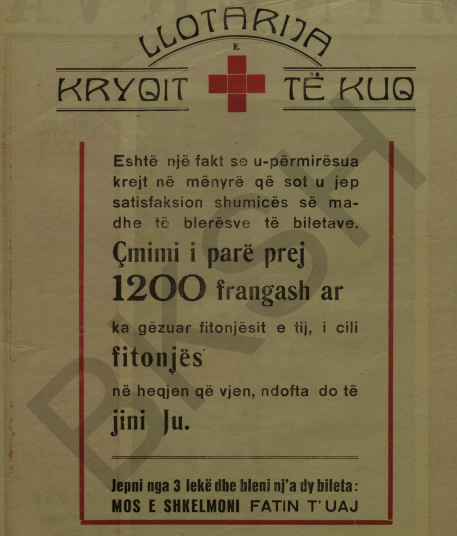 LLOTARIJA
E
KRYQIT TË KUQ
Eshtë një fakt se u-përmirësua
krejt në mënyrë që sot u jep
satisfaksion shumicës së ma-
dhe të blerësve të biletave.
Çmimi i parë prej
1200 frangash ar
ka gëzuar fitonjësit e tij, i cili
fitonjës
në heqjen që vjen, ndofta do të
jini Ju.
Jepni nga 3 lekë dhe bleni nj'a dy bileta:
MOS E SHKELMONI FATIN T'UAJ
BKSH